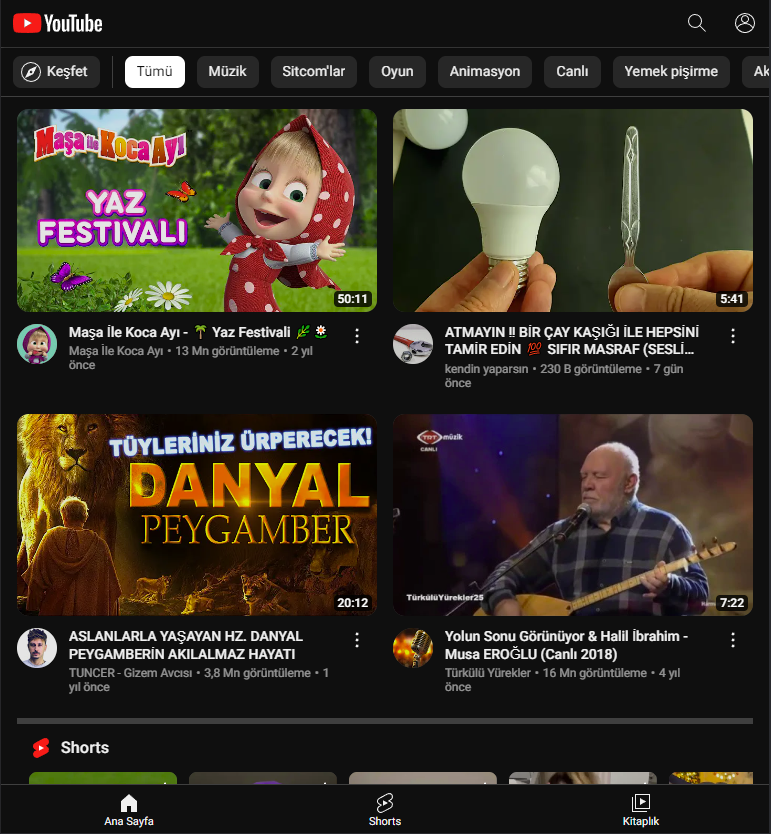 YouTube
Keşfet
Tümü
Müzik
Sitcom'lar
Oyun
Animasyon
Canlı
Yemek pişirme
Ak
Maşa ile Koca Ayı
YAZ
FESTİVALİ
50:11
5:41
Maşa İle Koca Ayı - 🌴 Yaz Festivali 🌿 🌼
Maşa İle Koca Ayı • 13 Mn görüntüleme • 2 yıl
önce
ATMAYIN ‼ BİR ÇAY KAŞIĞI İLE HEPSİNİ
TAMİR EDİN 💯 SIFIR MASRAF (SESLİ...
kendin yaparsın • 230 B görüntüleme • 7 gün
önce
TÜYLERİNİZ ÜRPERECEK!
DANYAL
PEYGAMBER
20:12
TRT müzik
CANLI
TürkülüYürekler25
7:22
ASLANLARLA YAŞAYAN HZ. DANYAL
PEYGAMBERİN AKILALMAZ HAYATI
TUNCER - Gizem Avcısı • 3,8 Mn görüntüleme • 1
yıl önce
Yolun Sonu Görünüyor & Halil İbrahim -
Musa EROĞLU (Canlı 2018)
Türkülü Yürekler • 16 Mn görüntüleme • 4 yıl
önce
Shorts
Ana Sayfa
Shorts
Kitaplık